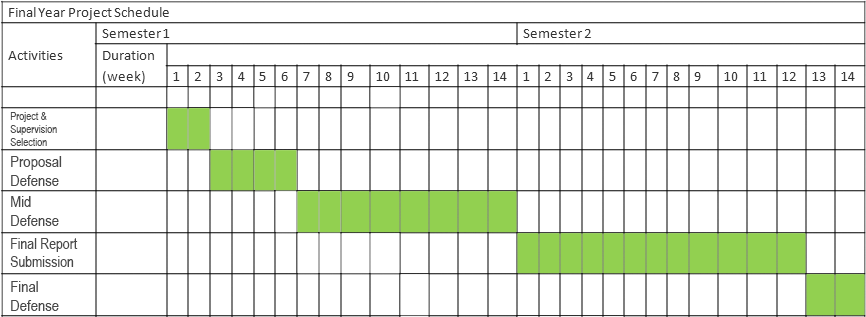 Final Year Project Schedule
Activities
Semester 1
Semester 2
Duration
(week)
1 2 3 4 5 6 7 8 9 10 11 12 13 14 1 2 3 4 5 6 7 8 9 10 11 12 13 14
Project &
Supervision
Selection
Proposal
Defense
Mid
Defense
Final Report
Submission
Final
Defense